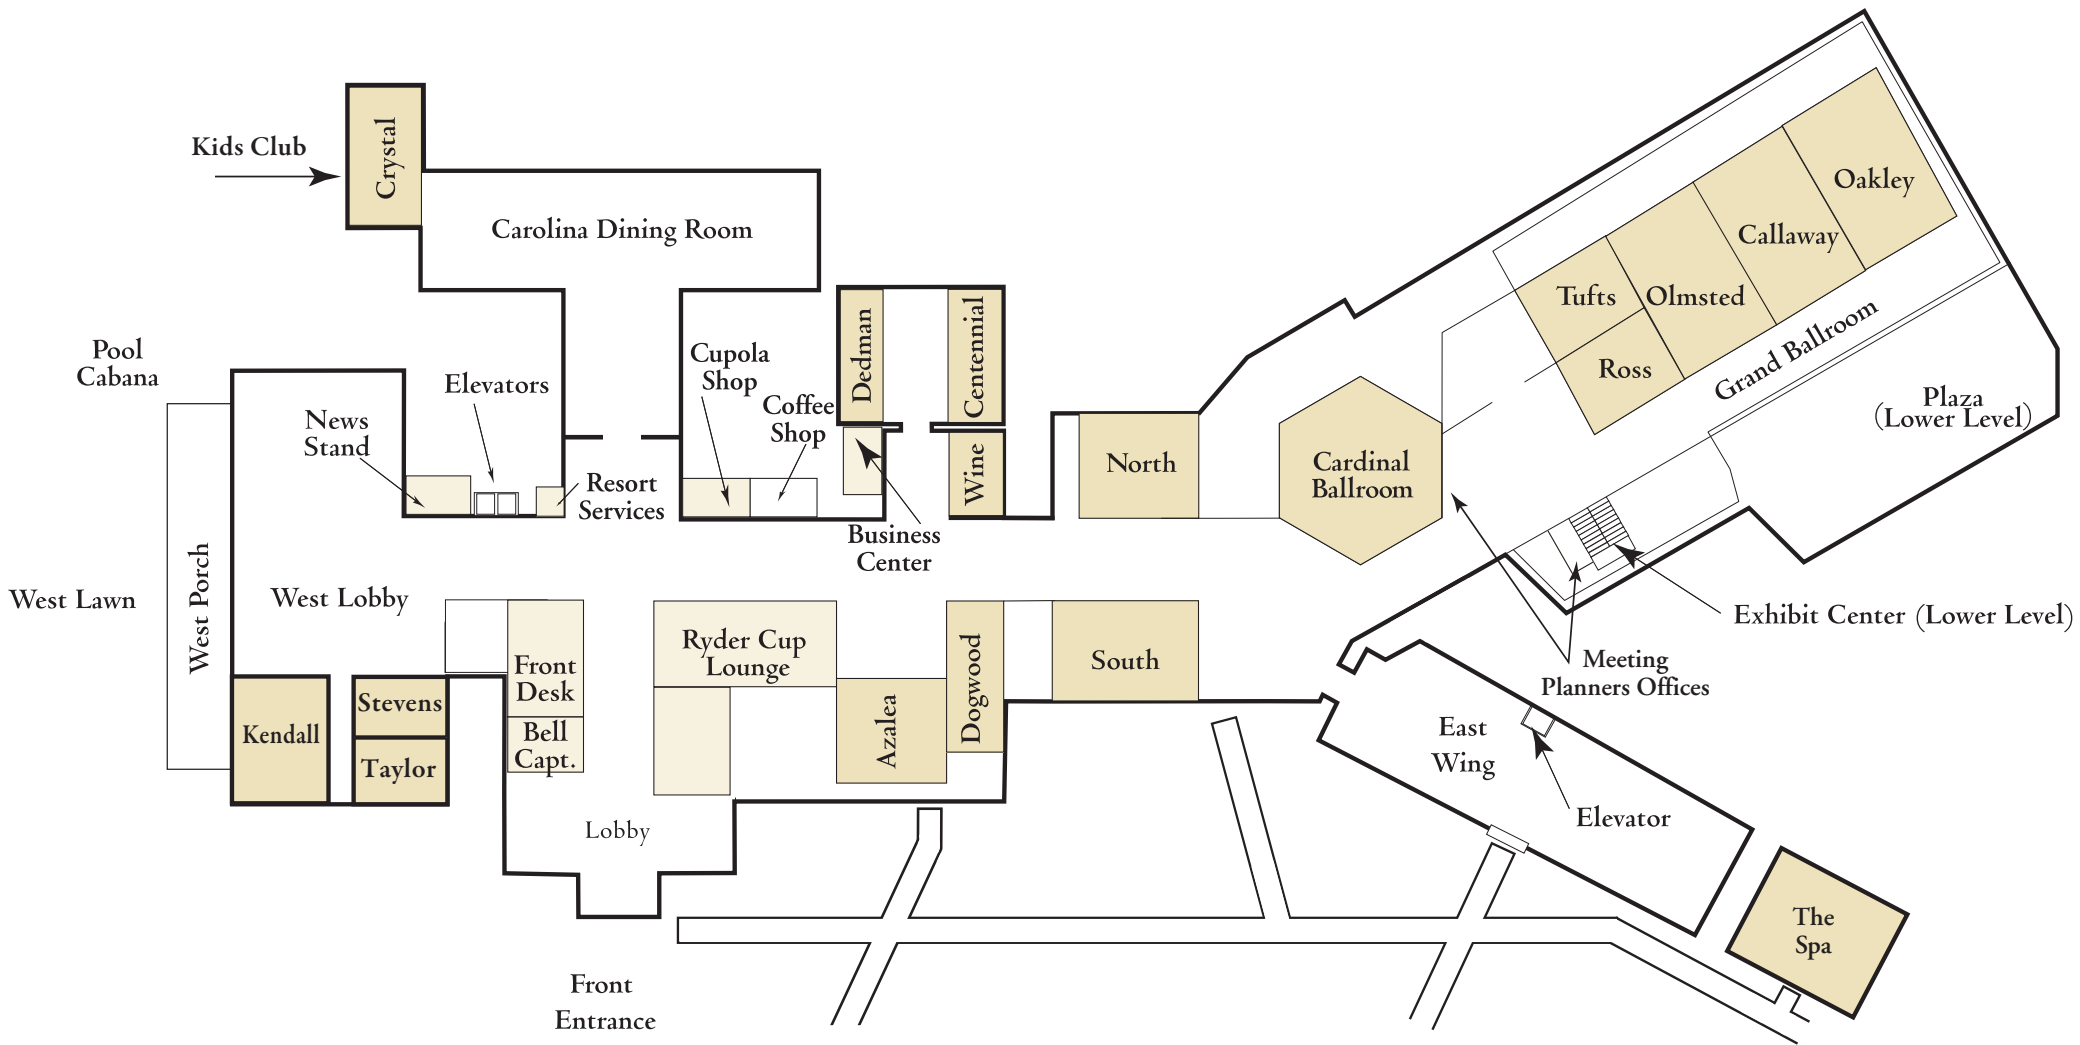 Kids Club
Crystal
Carolina Dining Room
Pool
Cabana
News
Stand
Elevators
Resort
Services
Cupola
Shop
Coffee
Shop
Dedman
Centennial
Wine
Business
Center
North
Cardinal
Ballroom
Tufts
Ross
Olmsted
Callaway
Oakley
Grand Ballroom
Plaza
(Lower Level)
Exhibit Center (Lower Level)
Meeting
Planners Offices
West Lawn
West Porch
West Lobby
Kendall
Stevens
Taylor
Front
Desk
Bell
Capt.
Ryder Cup
Lounge
Azalea
Dogwood
South
East
Wing
Elevator
Lobby
The
Spa
Front
Entrance